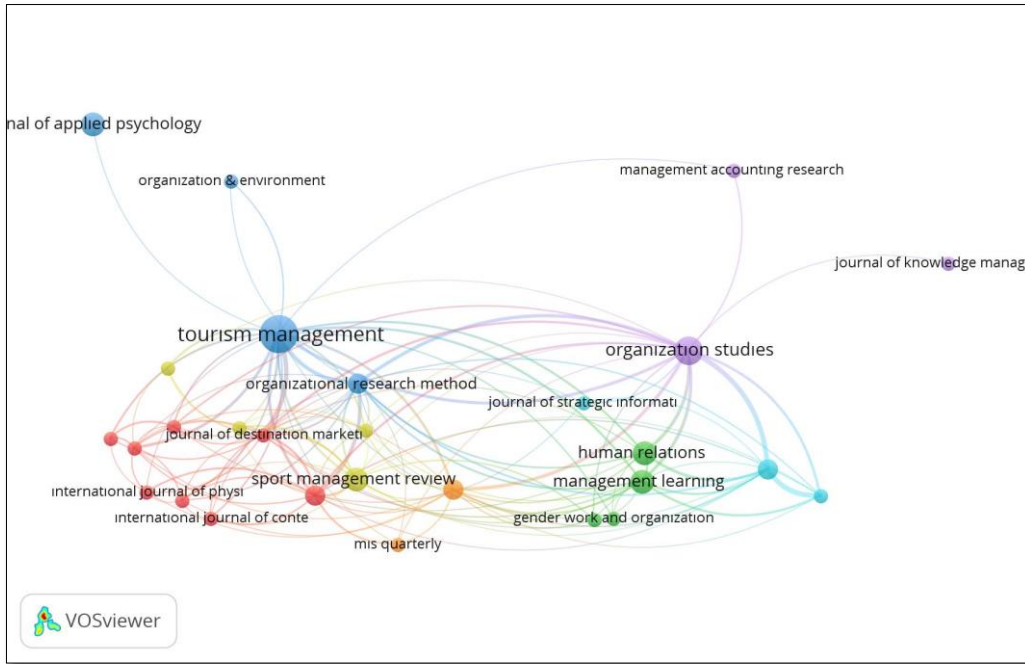 nal of applied psychology
organization & environment
management accounting research
journal of knowledge manag
tourism management
organization studies
organizational research method
journal of strategic informati
journal of destination marketi
human relations
sport management review
management learning
international journal of physi
international journal of conte
gender work and organization
mis quarterly
VOSviewer